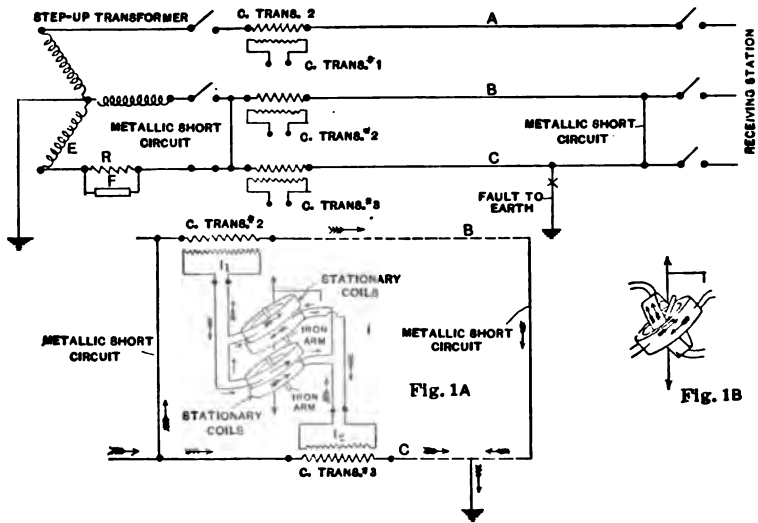 STEP-UP TRANSFORMER
C. TRANS. 2
A
C. TRANS.#1
B
METALLIC SHORT
CIRCUIT
C. TRANS.#2
METALLIC SHORT
CIRCUIT
RECEIVING STATION
E
R
F
C
C. TRANS.#3
FAULT TO
EARTH
C. TRANS.#2
B
I1
STATIONARY
COILS
METALLIC SHORT
CIRCUIT
IRON
ARM
METALLIC SHORT
CIRCUIT
Fig. 1A
Fig. 1B
IRON
ARM
STATIONARY
COILS
I2
C
C. TRANS.#3